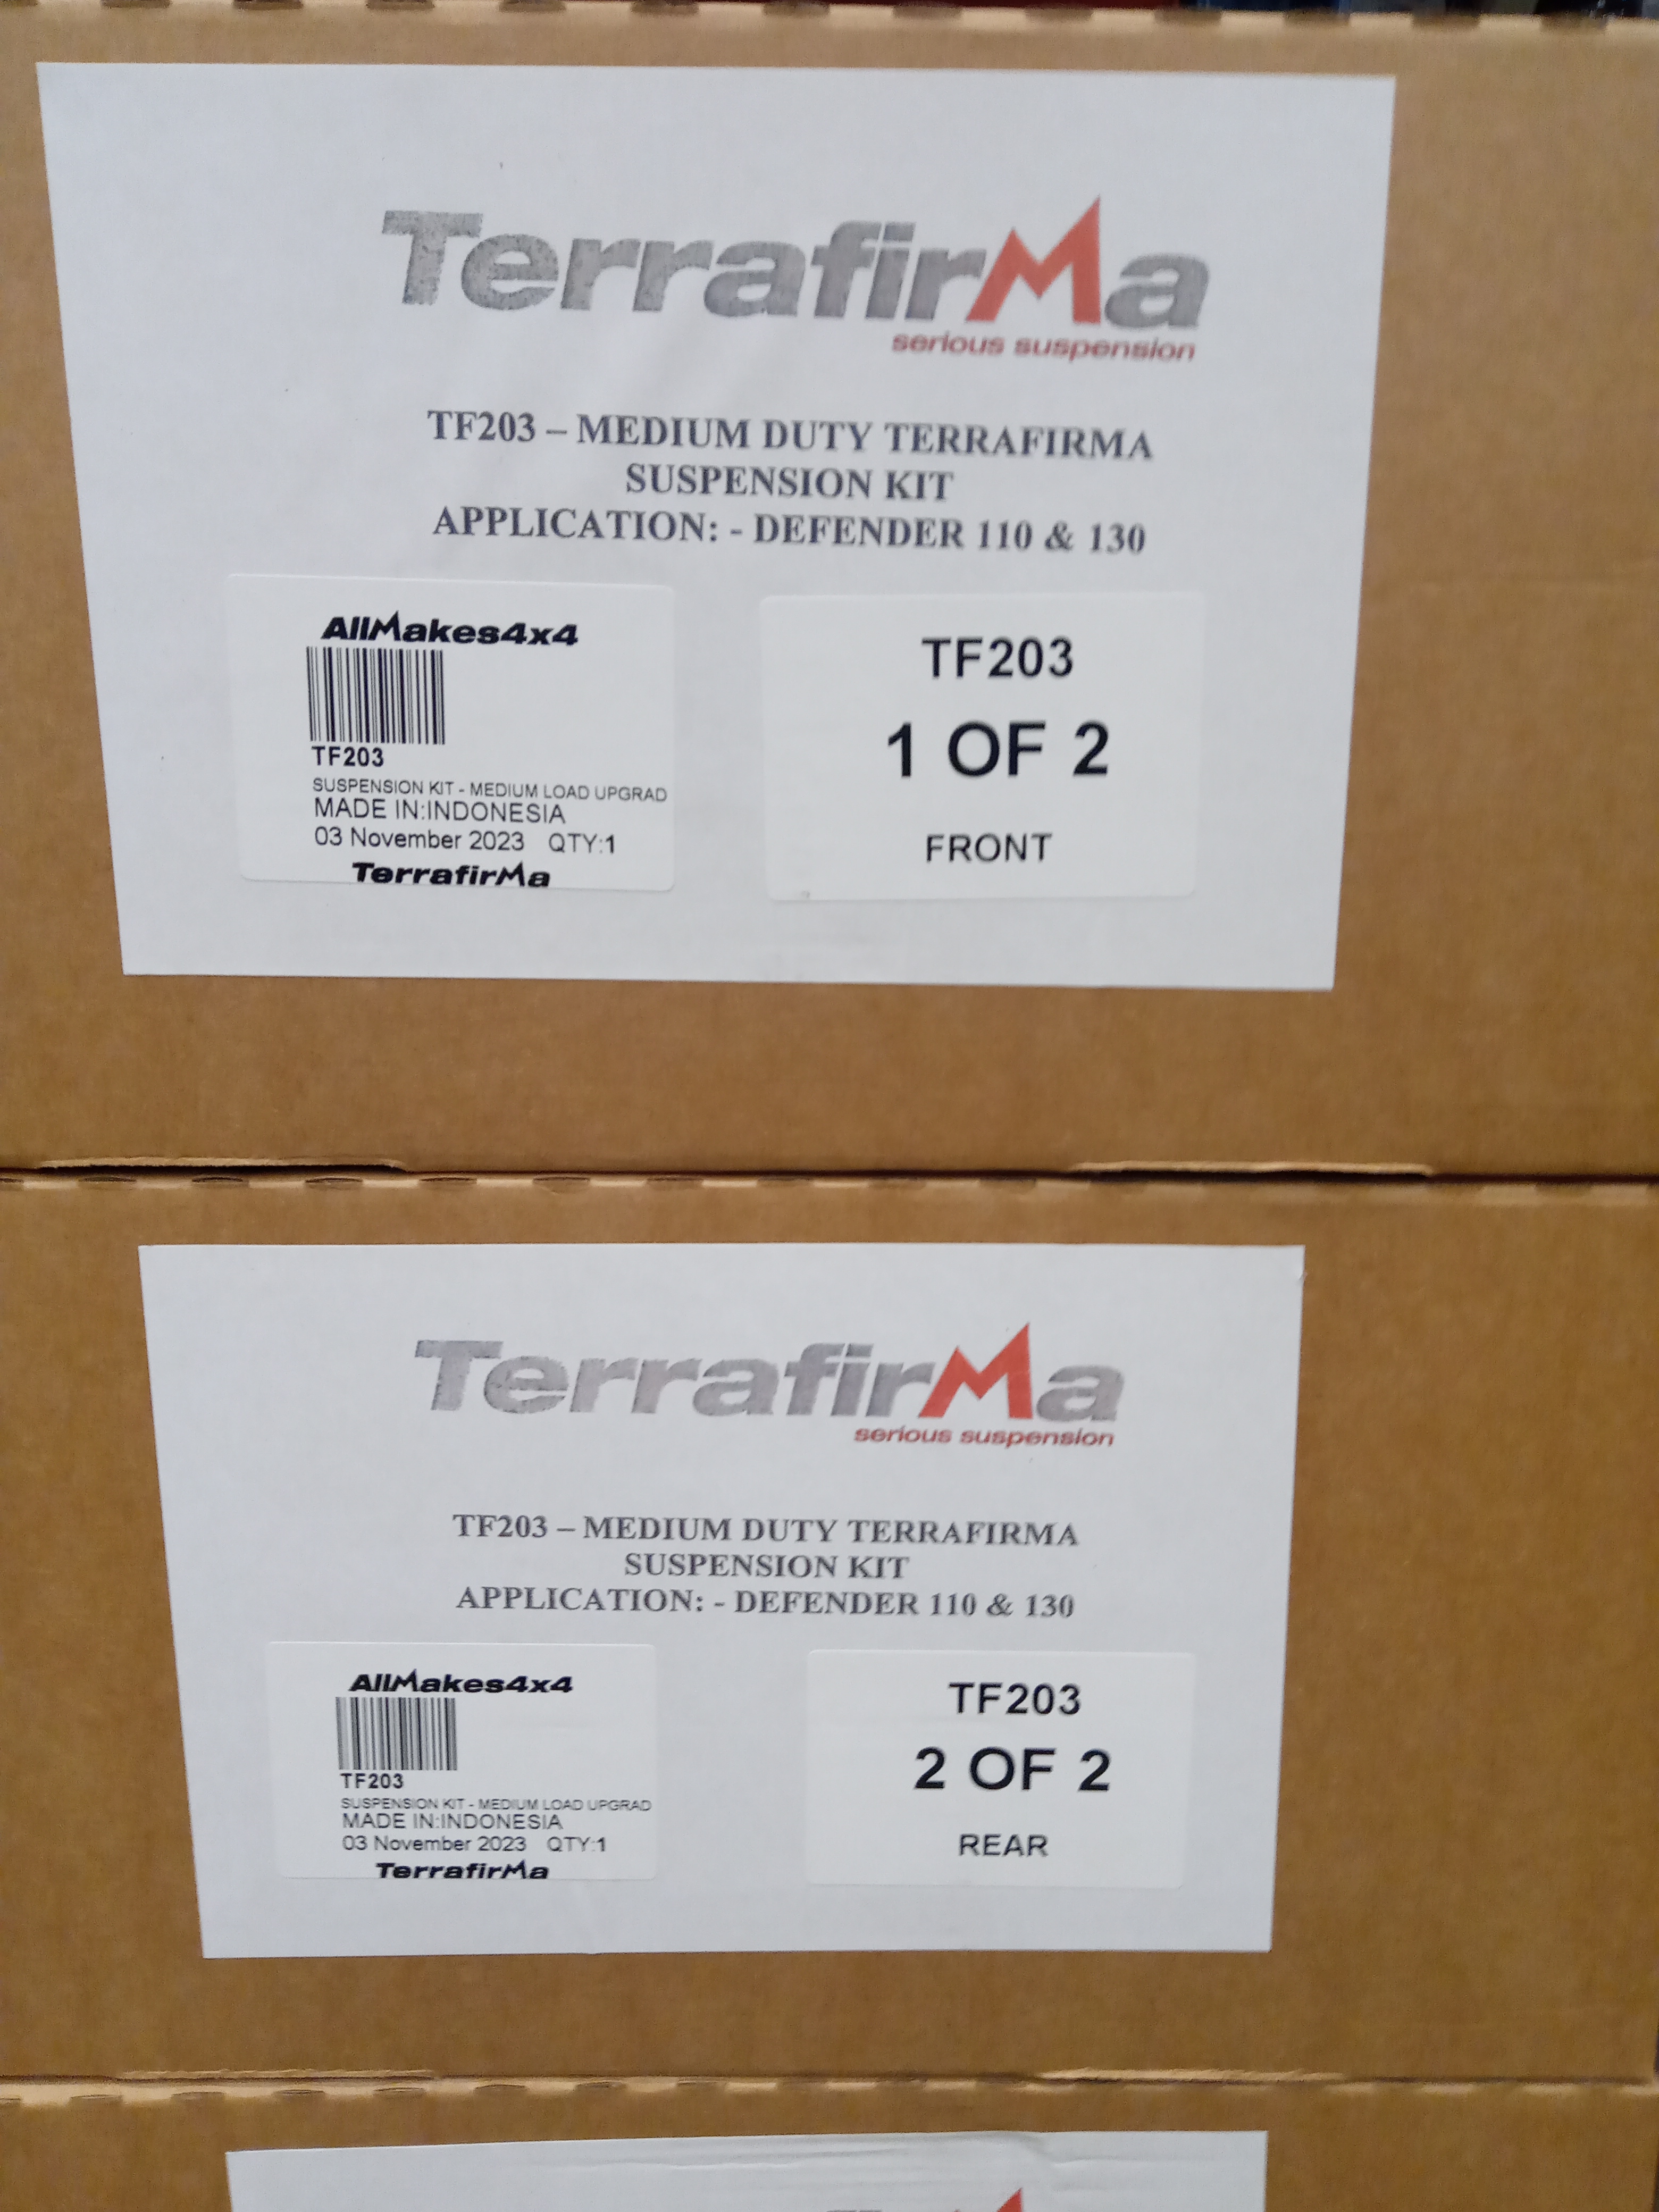 TerrafirMa
serious suspension
TF203 – MEDIUM DUTY TERRAFIRMA
SUSPENSION KIT
APPLICATION: - DEFENDER 110 & 130
AllMakes4x4
TF203
SUSPENSION KIT - MEDIUM LOAD UPGRAD
MADE IN:INDONESIA
03 November 2023 QTY:1
TerrafirMa
TF203
1 OF 2
FRONT
TerrafirMa
serious suspension
TF203 – MEDIUM DUTY TERRAFIRMA
SUSPENSION KIT
APPLICATION: - DEFENDER 110 & 130
AllMakes4x4
TF203
SUSPENSION KIT - MEDIUM LOAD UPGRAD
MADE IN:INDONESIA
03 November 2023 QTY:1
TerrafirMa
TF203
2 OF 2
REAR